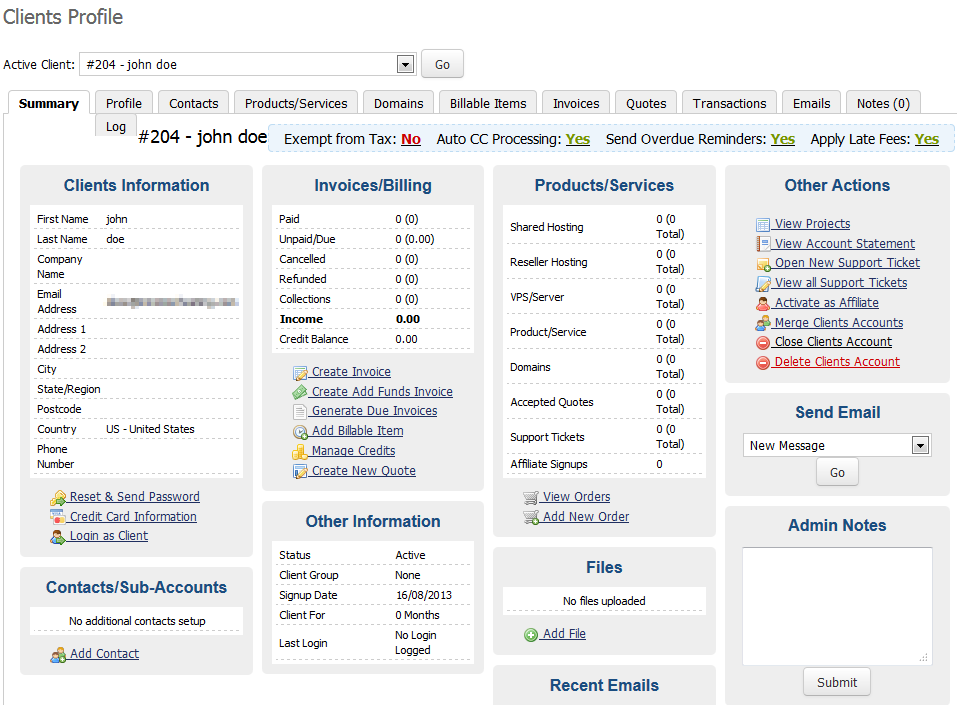 Clients Profile
Active Client: #204 - john doe Go
Summary Profile Contacts Products/Services Domains Billable Items Invoices Quotes Transactions Emails Notes (0)
Log
#204 - john doe Exempt from Tax: No Auto CC Processing: Yes Send Overdue Reminders: Yes Apply Late Fees: Yes
Clients Information
First Name john
Last Name doe
Company
Name
Email
Address
Address 1
Address 2
City
State/Region
Postcode
Country US - United States
Phone
Number
Reset & Send Password
Credit Card Information
Login as Client
Contacts/Sub-Accounts
No additional contacts setup
Add Contact
Invoices/Billing
Paid 0 (0)
Unpaid/Due 0 (0.00)
Cancelled 0 (0)
Refunded 0 (0)
Collections 0 (0)
Income 0.00
Credit Balance 0.00
Create Invoice
Create Add Funds Invoice
Generate Due Invoices
Add Billable Item
Manage Credits
Create New Quote
Other Information
Status Active
Client Group None
Signup Date 16/08/2013
Client For 0 Months
Last Login No Login
Logged
Products/Services
Shared Hosting 0 (0
Total)
Reseller Hosting 0 (0
Total)
VPS/Server 0 (0
Total)
Product/Service 0 (0
Total)
Domains 0 (0
Total)
Accepted Quotes 0 (0
Total)
Support Tickets 0 (0
Total)
Affiliate Signups 0
View Orders
Add New Order
Files
No files uploaded
Add File
Recent Emails
Other Actions
View Projects
View Account Statement
Open New Support Ticket
View all Support Tickets
Activate as Affiliate
Merge Clients Accounts
Close Clients Account
Delete Clients Account
Send Email
New Message
Go
Admin Notes
Submit